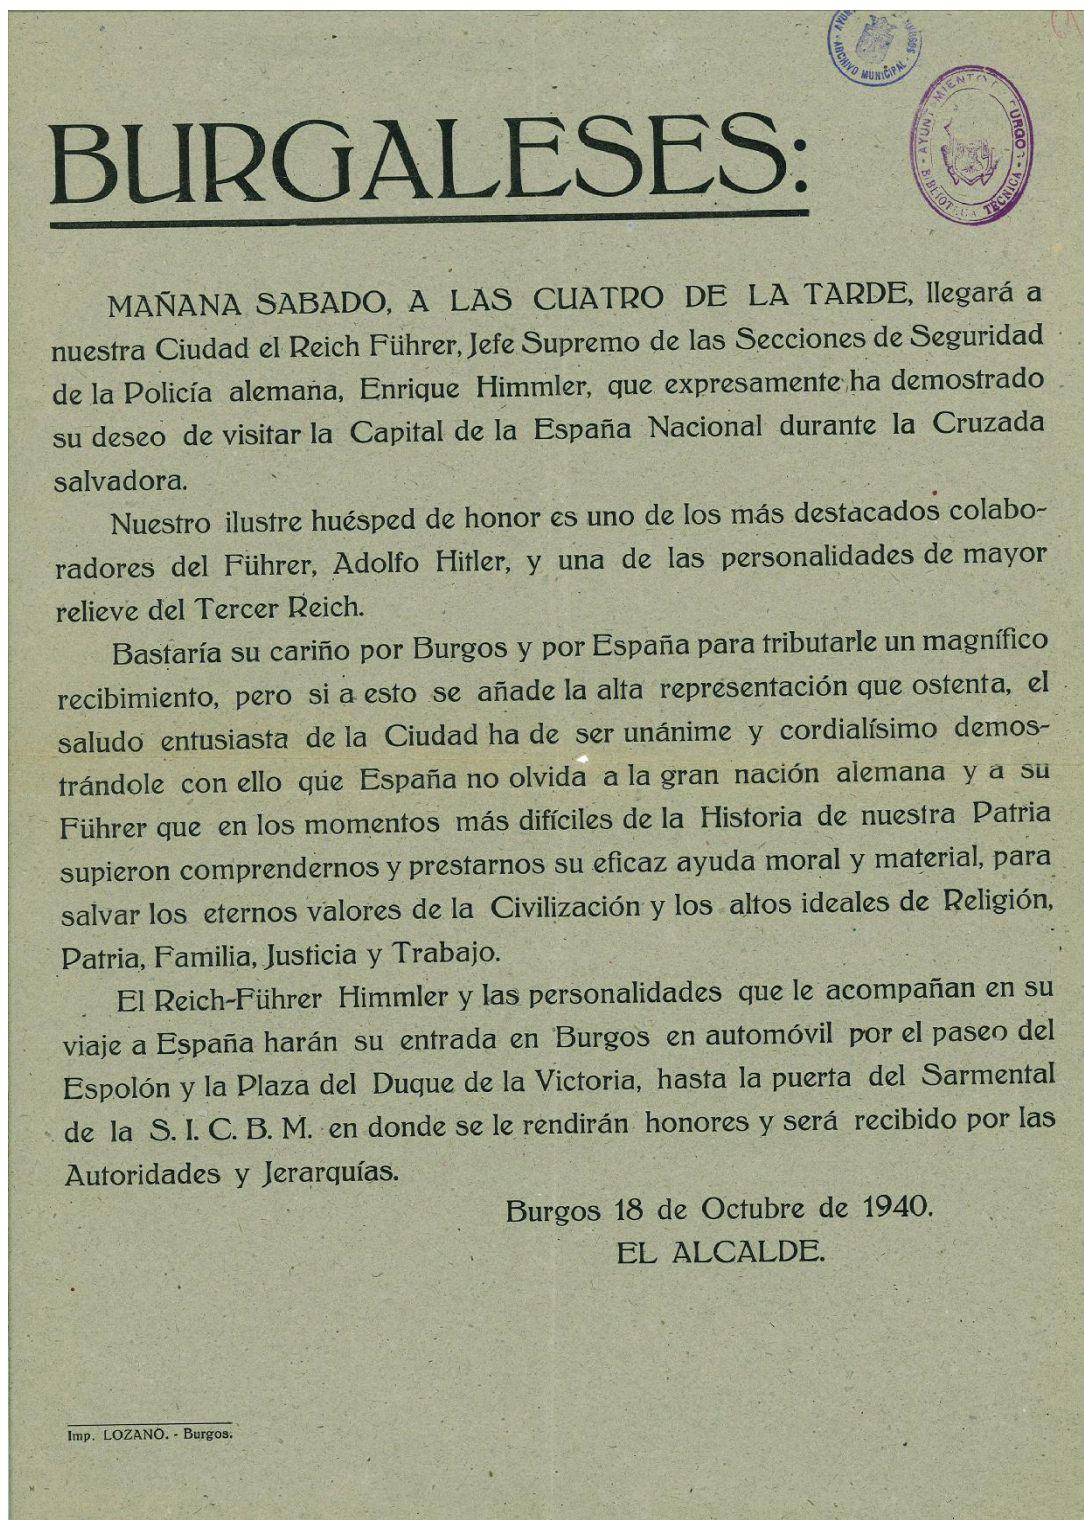 61
ARCHIVO MUNICIPAL
AYUNTAMIENTO
BIBLIOTECA TECNICA
BURGALESES:
MAÑANA SABADO, A LAS CUATRO DE LA TARDE, llegará a
nuestra Ciudad el Reich Führer, Jefe Supremo de las Secciones de Seguridad
de la Policía alemana, Enrique Himmler, que expresamente ha demostrado
su deseo de visitar la Capital de la España Nacional durante la Cruzada
salvadora.
Nuestro ilustre huésped de honor es uno de los más destacados colabo-
radores del Führer, Adolfo Hitler, y una de las personalidades de mayor
relieve del Tercer Reich.
Bastaría su cariño por Burgos y por España para tributarle un magnífico
recibimiento, pero si a esto se añade la alta representación que ostenta, el
saludo entusiasta de la Ciudad ha de ser unánime y cordialísimo demos-
trándole con ello que España no olvida a la gran nación alemana y a su
Führer que en los momentos más difíciles de la Historia de nuestra Patria
supieron comprendernos y prestarnos su eficaz ayuda moral y material, para
salvar los eternos valores de la Civilización y los altos ideales de Religión,
Patria, Familia, Justicia y Trabajo.
El Reich-Führer Himmler y las personalidades que le acompañan en su
viaje a España harán su entrada en Burgos en automóvil por el paseo del
Espolón y la Plaza del Duque de la Victoria, hasta la puerta del Sarmental
de la S. I. C. B. M. en donde se le rendirán honores y será recibido por las
Autoridades y Jerarquías.
Burgos 18 de Octubre de 1940.
EL ALCALDE.
Imp. LOZANO. - Burgos.